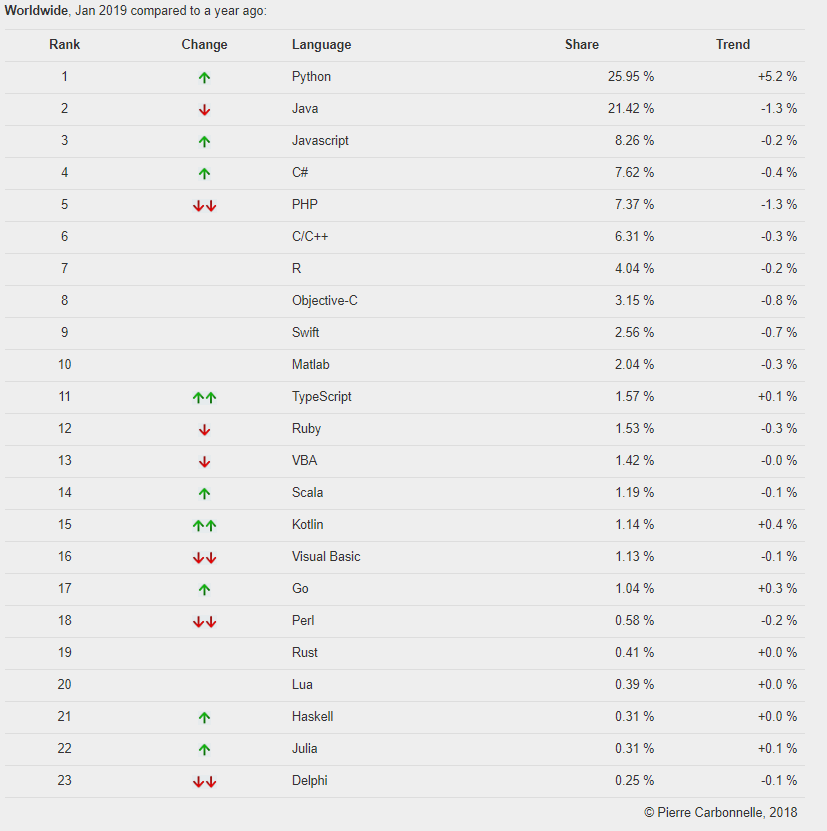 Worldwide, Jan 2019 compared to a year ago:
Rank Change Language Share Trend
1 ↑ Python 25.95 % +5.2 %
2 ↓ Java 21.42 % -1.3 %
3 ↑ Javascript 8.26 % -0.2 %
4 ↑ C# 7.62 % -0.4 %
5 ↓↓ PHP 7.37 % -1.3 %
6 C/C++ 6.31 % -0.3 %
7 R 4.04 % -0.2 %
8 Objective-C 3.15 % -0.8 %
9 Swift 2.56 % -0.7 %
10 Matlab 2.04 % -0.3 %
11 ↑↑ TypeScript 1.57 % +0.1 %
12 ↓ Ruby 1.53 % -0.3 %
13 ↓ VBA 1.42 % -0.0 %
14 ↑ Scala 1.19 % -0.1 %
15 ↑↑ Kotlin 1.14 % +0.4 %
16 ↓↓ Visual Basic 1.13 % -0.1 %
17 ↑ Go 1.04 % +0.3 %
18 ↓↓ Perl 0.58 % -0.2 %
19 Rust 0.41 % +0.0 %
20 Lua 0.39 % +0.0 %
21 ↑ Haskell 0.31 % +0.0 %
22 ↑ Julia 0.31 % +0.1 %
23 ↓↓ Delphi 0.25 % -0.1 %
© Pierre Carbonnelle, 2018